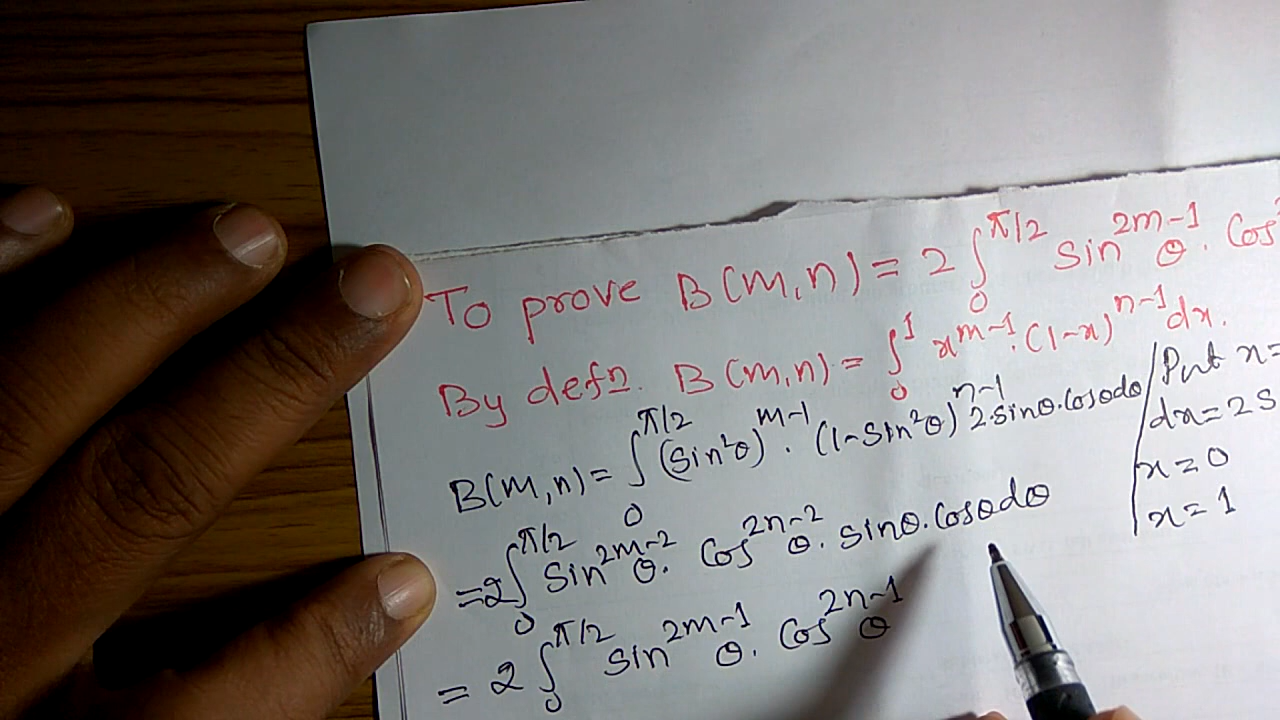 To prove B(m,n) = 2 ∫₀^{π/2} sin^{2m-1} θ. Cos
By defn. B(m,n) = ∫₀^1 x^{m-1}. (1-x)^{n-1} dx.
B(m,n) = ∫₀^{π/2} (sin²θ)^{m-1} . (1-sin²θ)^{n-1} 2 sinθ.cosθdθ
Put x=
dx = 2s
x = 0
x = 1
= 2 ∫₀^{π/2} sin^{2m-2} θ. Cos^{2n-2} θ. sinθ. Cosθdθ
= 2 ∫₀^{π/2} sin^{2m-1} θ. Cos^{2n-1} θ